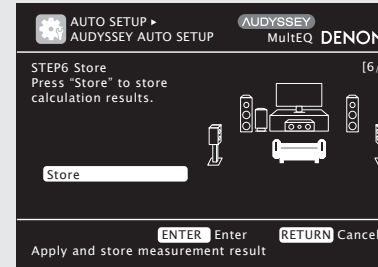 AUTO SETUP ▸
AUDYSSEY AUTO SETUP
AUDYSSEY
MultEQ DENON
STEP6 Store
[6/
Press “Store” to store
calculation results.
Store
ENTER Enter
RETURN Cancel
Apply and store measurement result